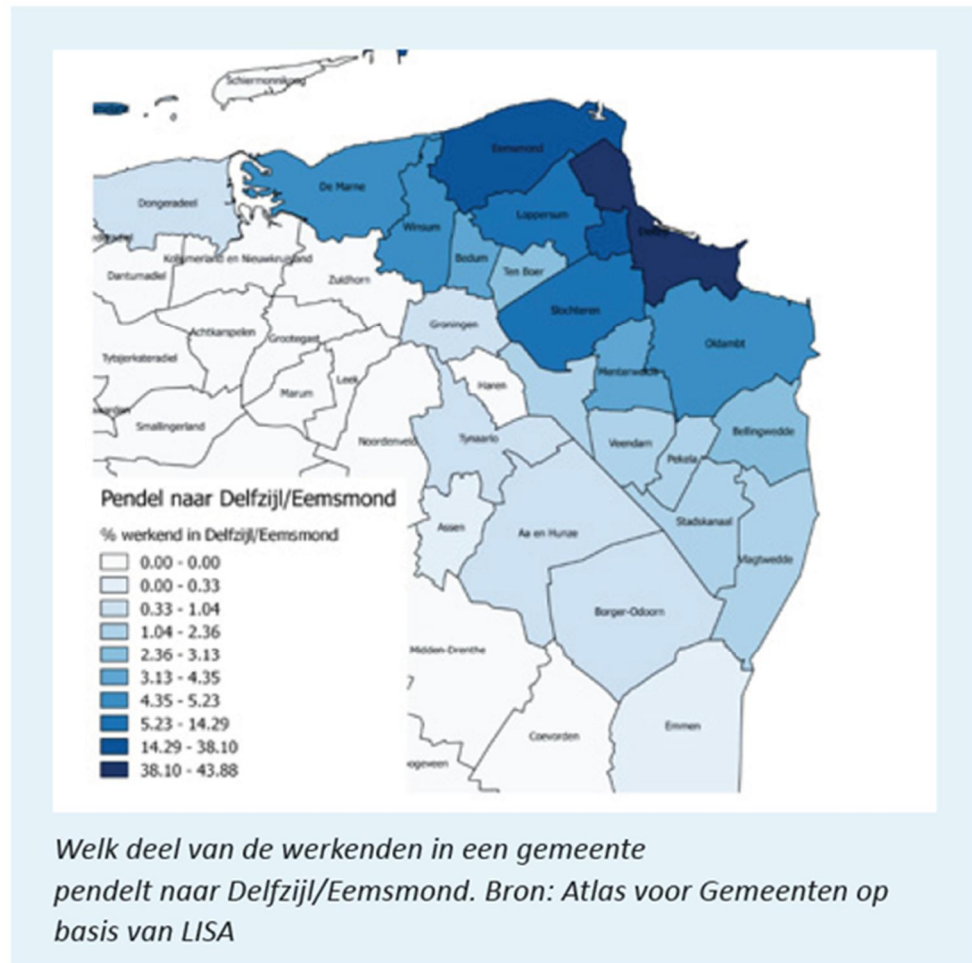 Schiermonnikoog
Eemsmond
De Marne
Dongeradeel
Loppersum
Winsum
Bedum
Ten Boer
Kollumerland en Nieuwkruisland
Dantumadiel
Zuidhorn
Slochteren
Groningen
Achtkarspelen
Grootegast
Oldambt
Tytsjerksteradiel
Menterwolde
Leek
Haren
Marum
Smallingerland
Noordenveld
Tynaarlo
Veendam
Bellingwedde
Pekela
Pendel naar Delfzijl/Eemsmond
% werkend in Delfzijl/Eemsmond
0.00 - 0.00
0.00 - 0.33
0.33 - 1.04
1.04 - 2.36
2.36 - 3.13
3.13 - 4.35
4.35 - 5.23
5.23 - 14.29
14.29 - 38.10
38.10 - 43.88
Assen
Aa en Hunze
Stadskanaal
Vlagtwedde
Borger-Odoorn
Midden-Drenthe
7
Emmen
Coevorden
oogeveen
Welk deel van de werkenden in een gemeente
pendelt naar Delfzijl/Eemsmond. Bron: Atlas voor Gemeenten op
basis van LISA